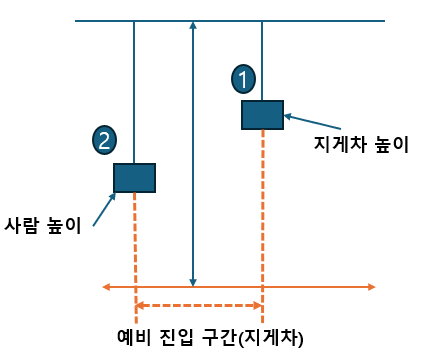 1
지게차 높이
2
사람 높이
예비 진입 구간(지게차)